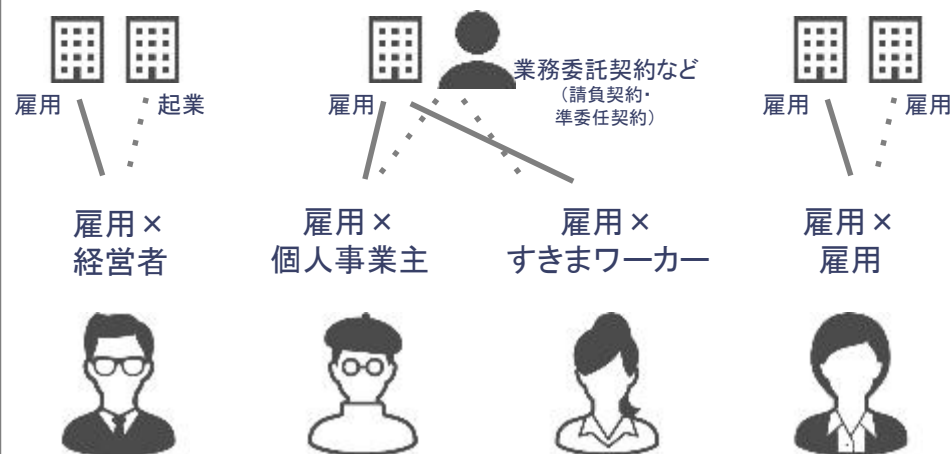 雇用
起業
雇用
業務委託契約など
（請負契約・
準委任契約）
雇用
雇用
雇用×
経営者
雇用×
個人事業主
雇用×
すきまワーカー
雇用×
雇用